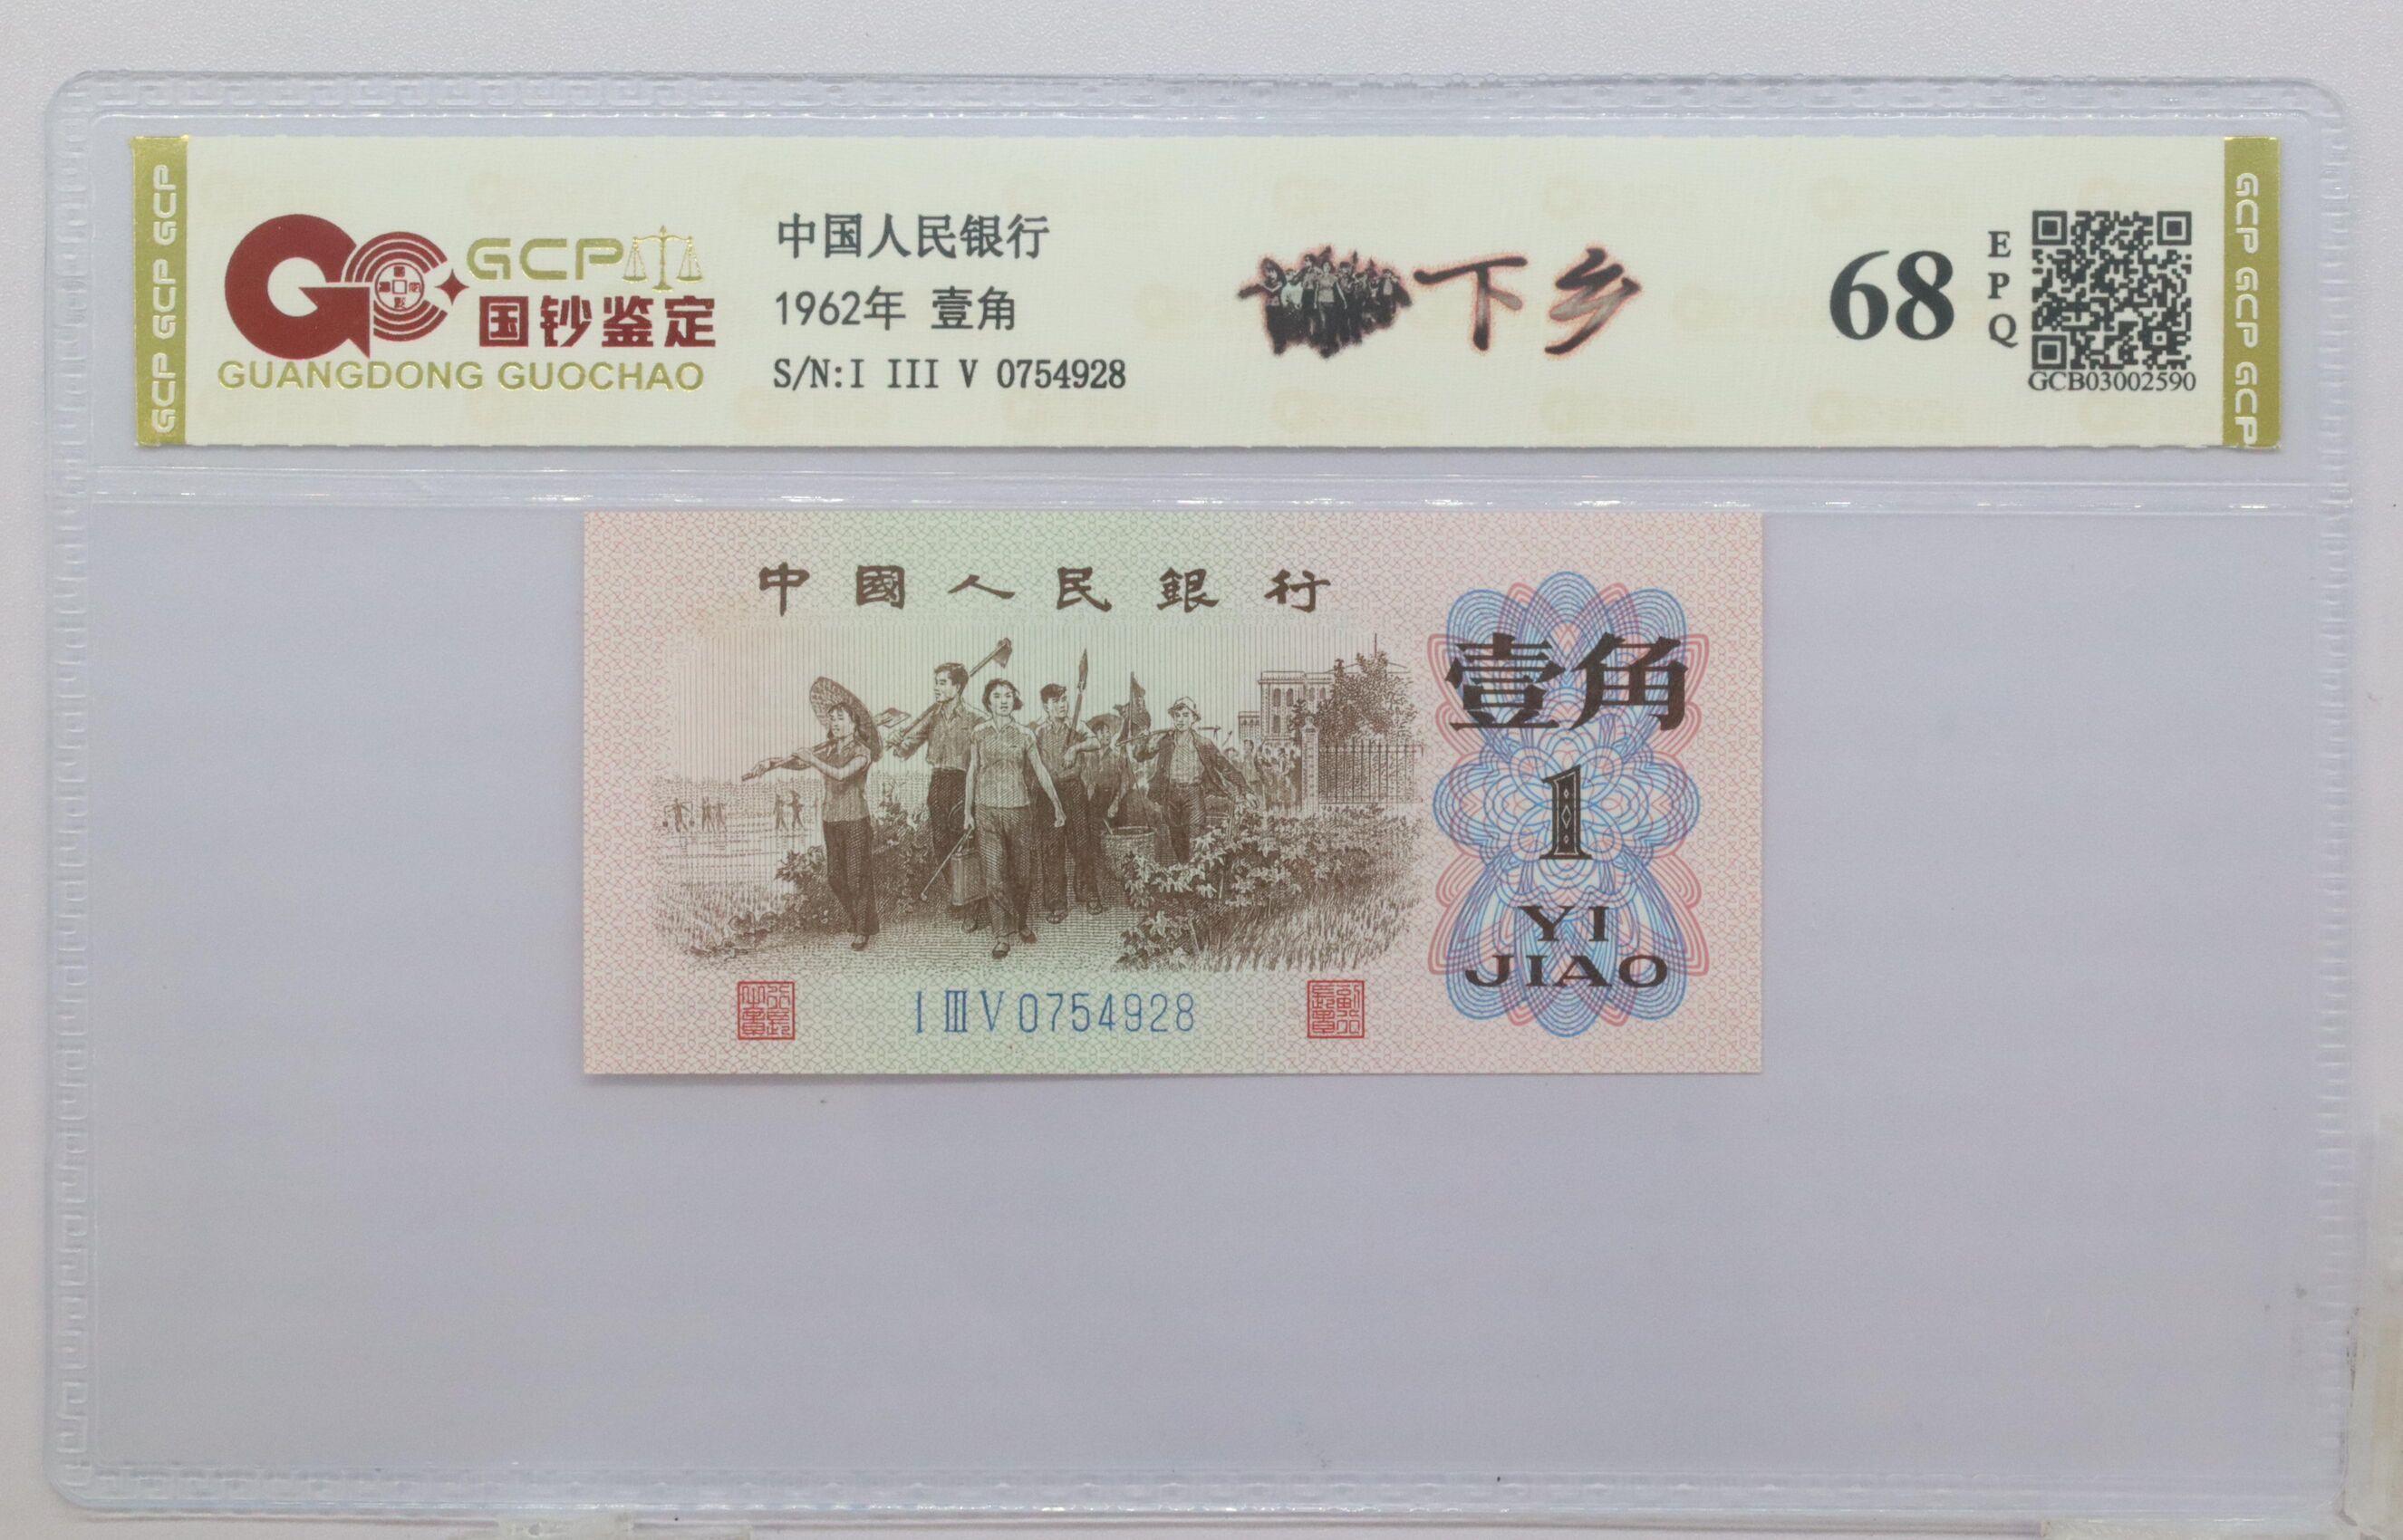 GCP GCP GCP
GCP
国钞鉴定
GUANGDONG GUOCHAO
中国人民银行
1962年 壹角
S/N:I III V 0754928
下乡
68
EPQ
GCB03002590
GCP GCP GCP
中國人民銀行
壹角
1
YI
JIAO
I III V 0754928